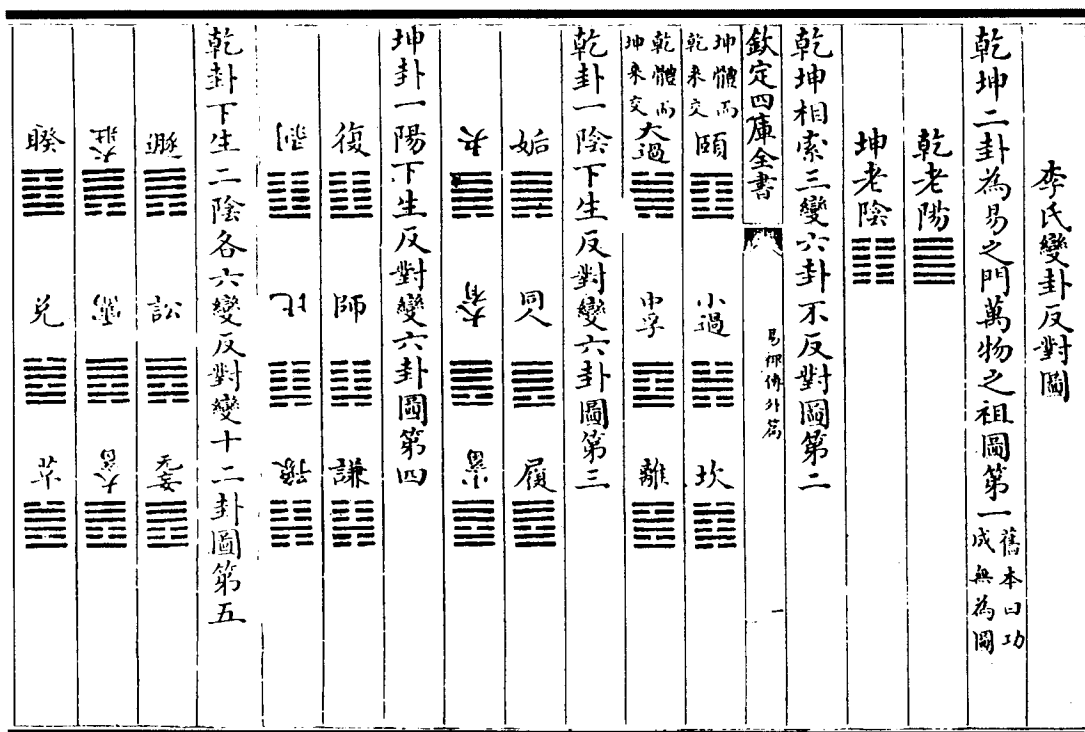 李氏變卦反對圖
乾坤二卦為易之門萬物之祖圖第一 舊本曰功成無為圖
乾老陽
坤老陰
乾坤相索三變六卦不反對圖第二
欽定四庫全書 易裨傳外篇 一
坤體而乾來交 頤 小過 坎
乾體而坤來交 大過 中孚 離
乾卦一陰下生反對變六卦圖第三
姤 同人 履
夬 大有 小畜
坤卦一陽下生反對變六卦圖第四
復 師 謙
剝 比 豫
乾卦下生二陰各六變反對變十二卦圖第五
遯 訟 无妄
大壯 需 大畜
睽 兌